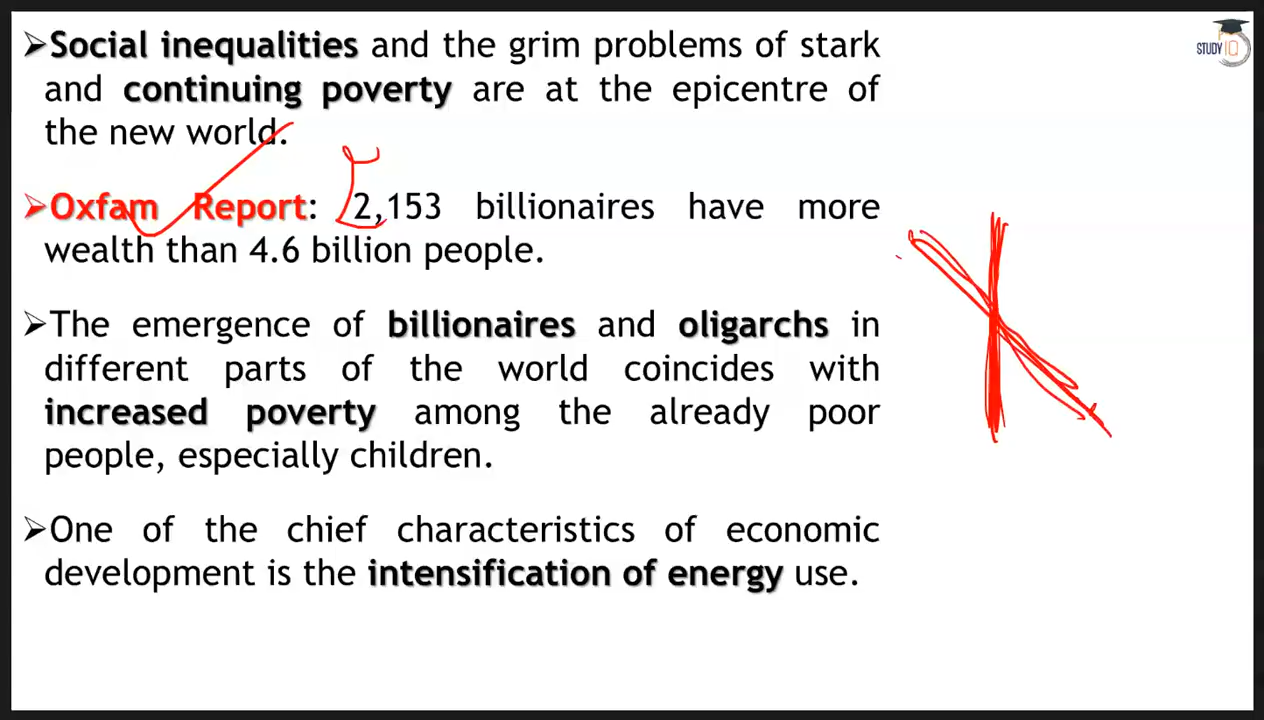 ➢Social inequalities and the grim problems of stark
and continuing poverty are at the epicentre of
the new world.
➢Oxfam Report: 2,153 billionaires have more
wealth than 4.6 billion people.
➢The emergence of billionaires and oligarchs in
different parts of the world coincides with
increased poverty among the already poor
people, especially children.
➢One of the chief characteristics of economic
development is the intensification of energy use.
STUDY IQ